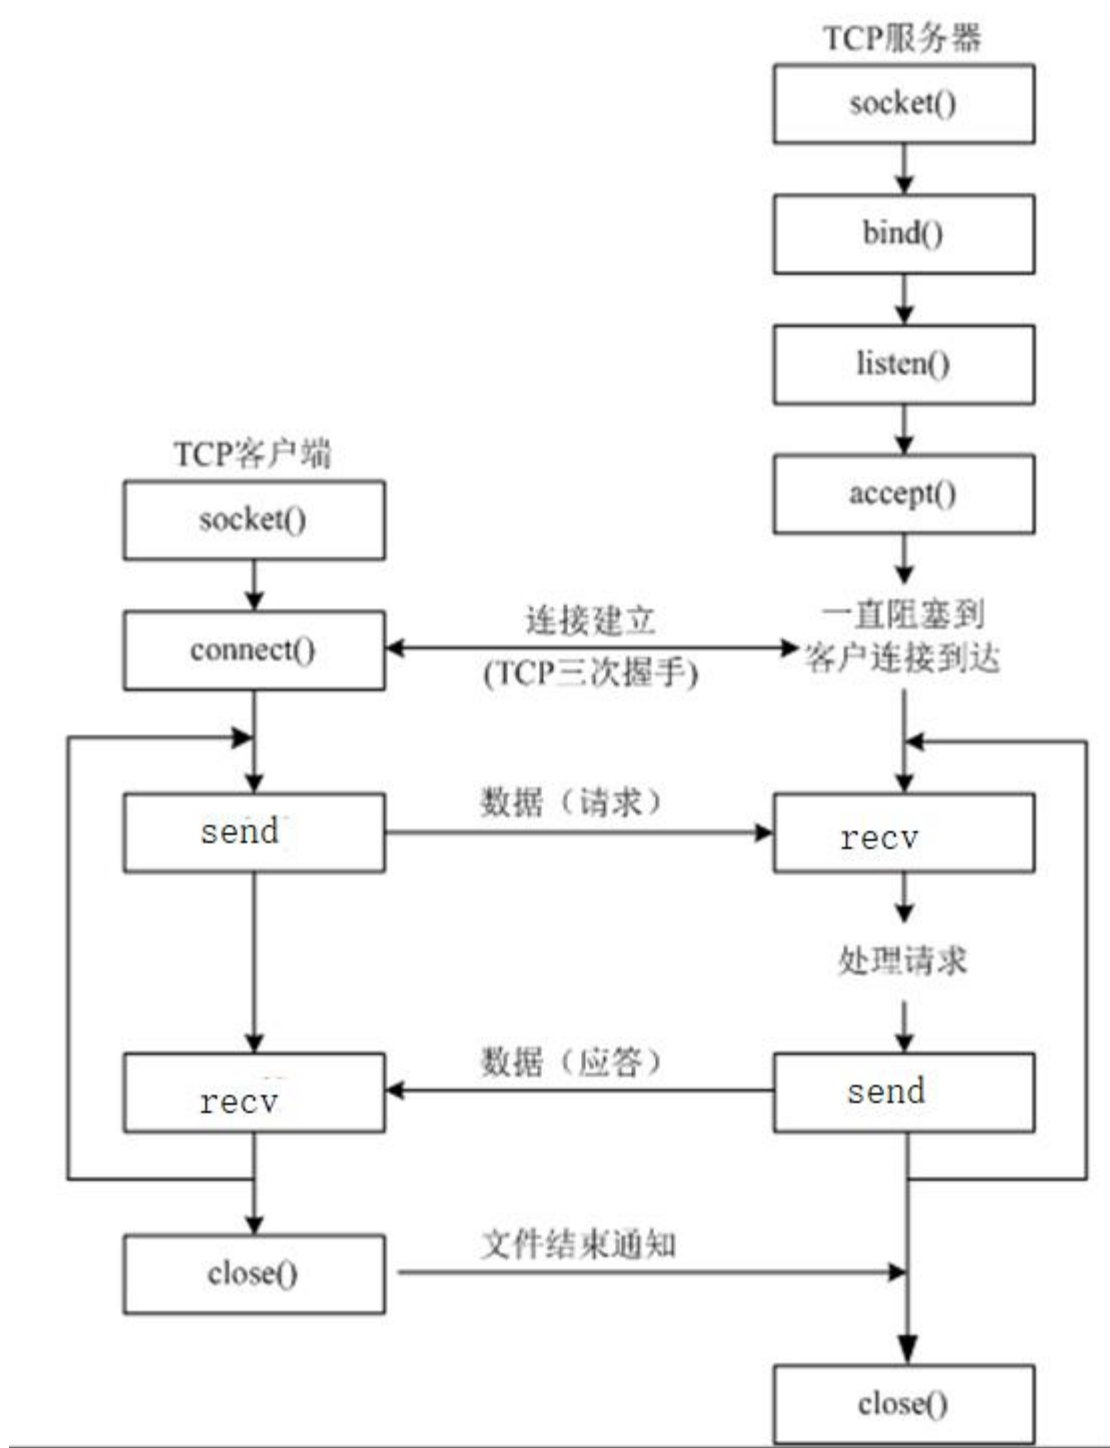 TCP服务器
socket()
bind()
listen()
accept()
TCP客户端
socket()
connect()
连接建立
(TCP三次握手)
一直阻塞到
客户连接到达
send
数据（请求）
recv
处理请求
recv
数据（应答）
send
close()
文件结束通知
close()